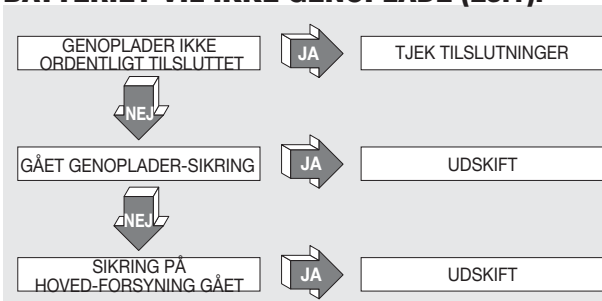 GENOPLADER IKKE
ORDENTLIGT TILSLUTTET
JA
TJEK TILSLUTNINGER
NEJ
GÅET GENOPLADER-SIKRING
JA
UDSKIFT
NEJ
SIKRING PÅ
HOVED-FORSYNING GÅET
JA
UDSKIFT